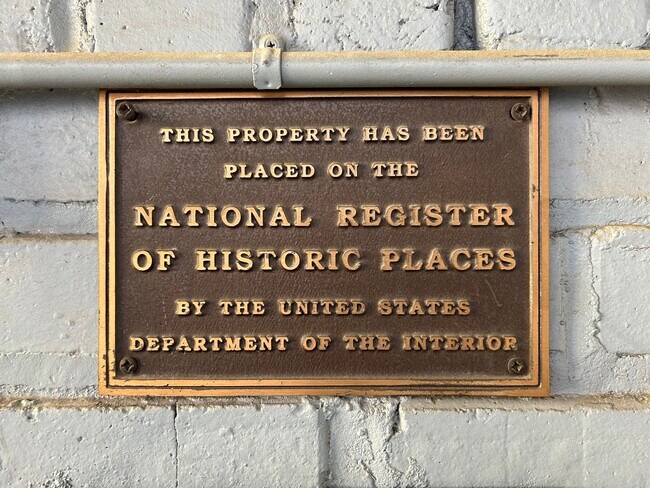 THIS PROPERTY HAS BEEN
PLACED ON THE
NATIONAL REGISTER
OF HISTORIC PLACES
BY THE UNITED STATES
DEPARTMENT OF THE INTERIOR